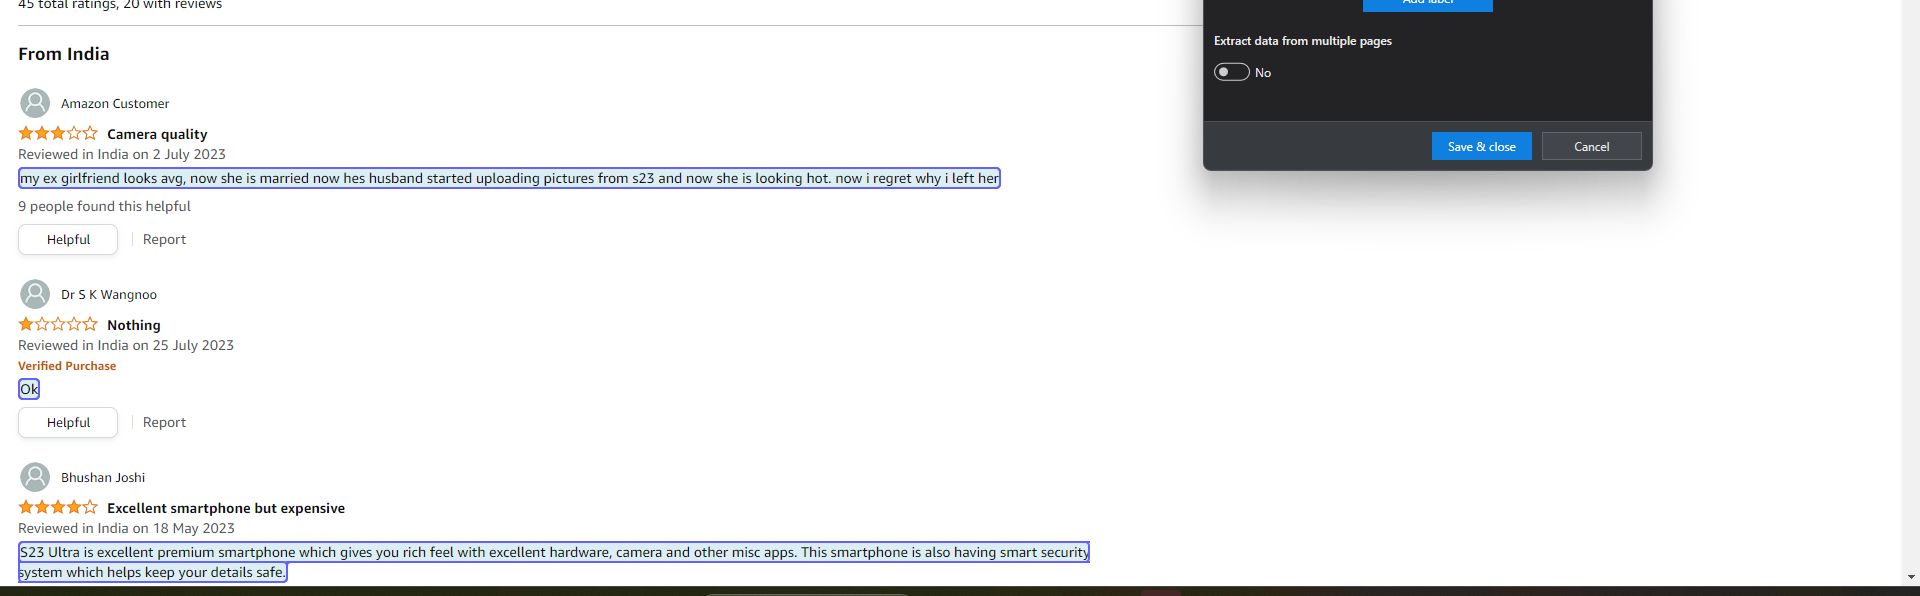 45 total ratings, 20 with reviews
From India
Amazon Customer
Camera quality
Reviewed in India on 2 July 2023
my ex girlfriend looks avg, now she is married now hes husband started uploading pictures from s23 and now she is looking hot. now i regret why i left her
9 people found this helpful
Helpful
Report
Dr S K Wangnoo
Nothing
Reviewed in India on 25 July 2023
Verified Purchase
Ok
Helpful
Report
Bhushan Joshi
Excellent smartphone but expensive
Reviewed in India on 18 May 2023
S23 Ultra is excellent premium smartphone which gives you rich feel with excellent hardware, camera and other misc apps. This smartphone is also having smart security
system which helps keep your details safe.
Add label
Extract data from multiple pages
No
Save & close
Cancel